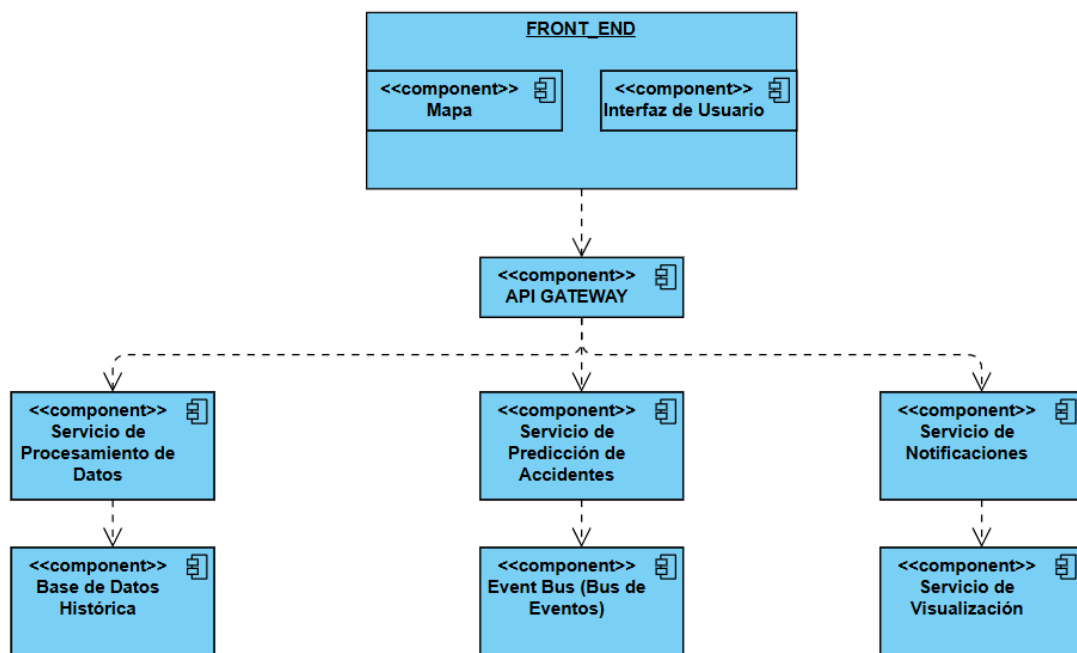 FRONT_END
<<component>>
Mapa
<<component>>
Interfaz de Usuario
<<component>>
API GATEWAY
<<component>>
Servicio de
Procesamiento de
Datos
<<component>>
Servicio de
Predicción de
Accidentes
<<component>>
Servicio de
Notificaciones
<<component>>
Base de Datos
Histórica
<<component>>
Event Bus (Bus de
Eventos)
<<component>>
Servicio de
Visualización